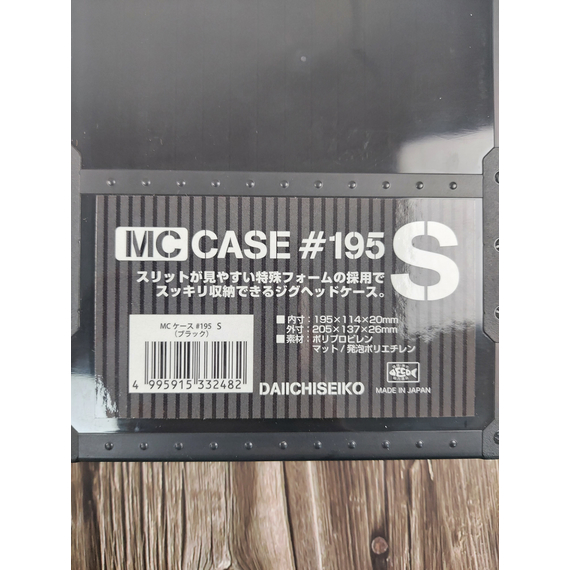 MC CASE #195 S
スリットが見やすい特殊フォームの採用で
スッキリ収納できるジグヘッドケース。
MC ケース #195 S
(ブラック)
4 995915 332482
■内寸:195×114×20mm
■外寸:205×137×26mm
■素材:ポリプロピレン
マット/発泡ポリエチレン
DAIICHISEIKO
MADE IN JAPAN